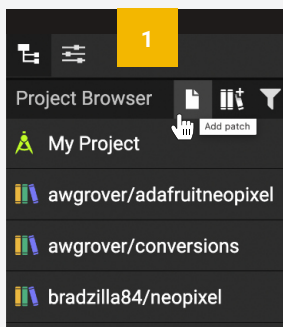 1
Project Browser
Add patch
My Project
awgrover/adafruitneopixel
awgrover/conversions
bradzilla84/neopixel